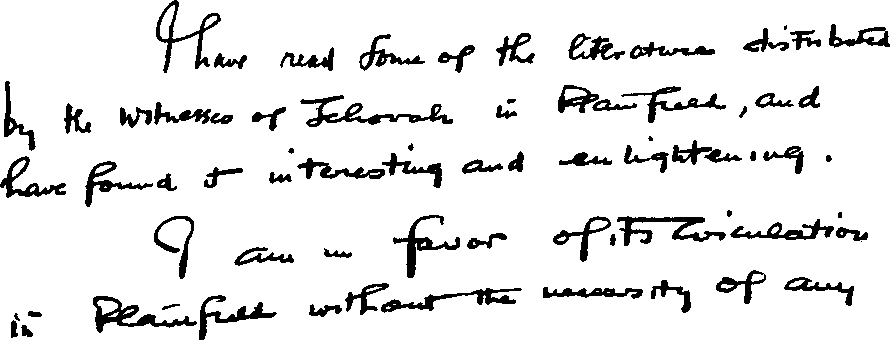 I have read some of the literature distributed
by the Witnesses of Jehovah in Plainfield, and
have found it interesting and enlightening.
I am in favor of its circulation
in Plainfield without the necessity of any